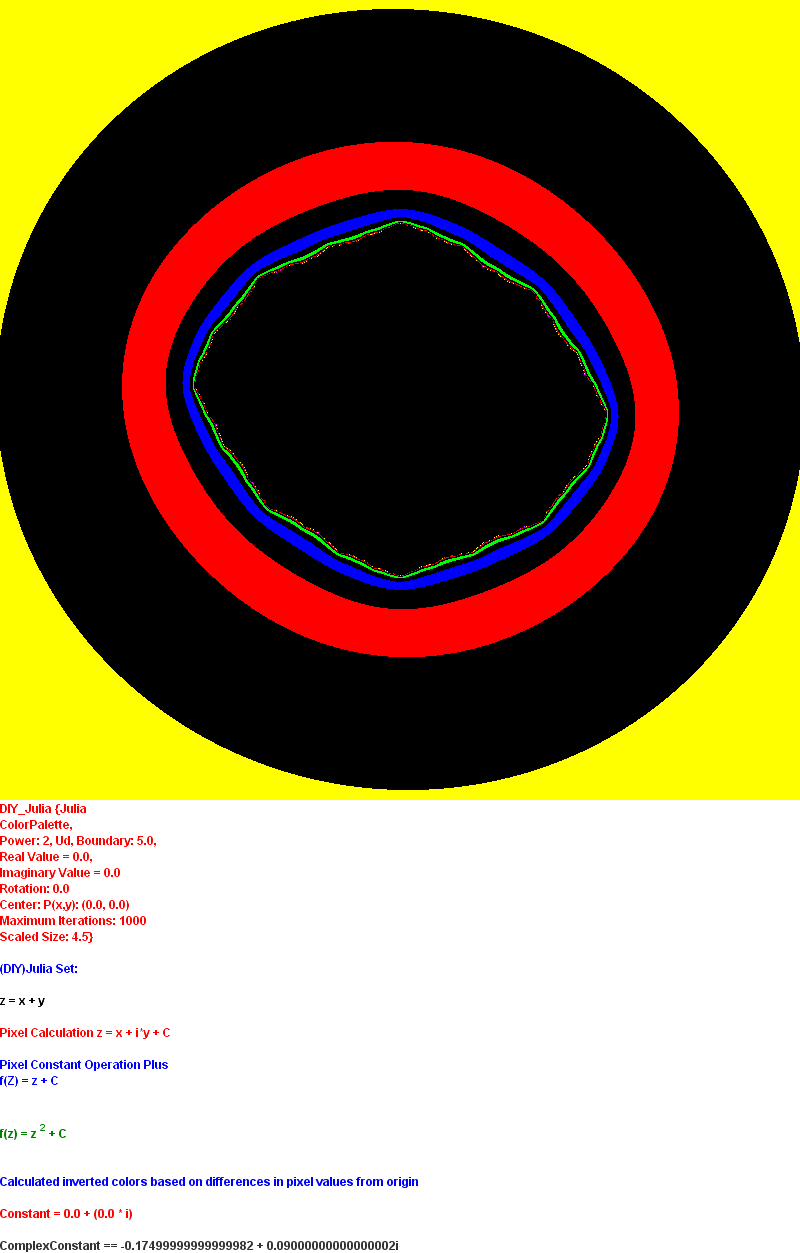 DIY_Julia {Julia
ColorPalette,
Power: 2, Ud, Boundary: 5.0,
Real Value = 0.0,
Imaginary Value = 0.0
Rotation: 0.0
Center: P(x,y): (0.0, 0.0)
Maximum Iterations: 1000
Scaled Size: 4.5}
(DIY)Julia Set:
z = x + y
Pixel Calculation z = x + i*y + C
Pixel Constant Operation Plus
f(Z) = z + C
f(z) = z ² + C
Calculated inverted colors based on differences in pixel values from origin
Constant = 0.0 + (0.0 * i)
ComplexConstant == -0.17499999999999982 + 0.09000000000000002i